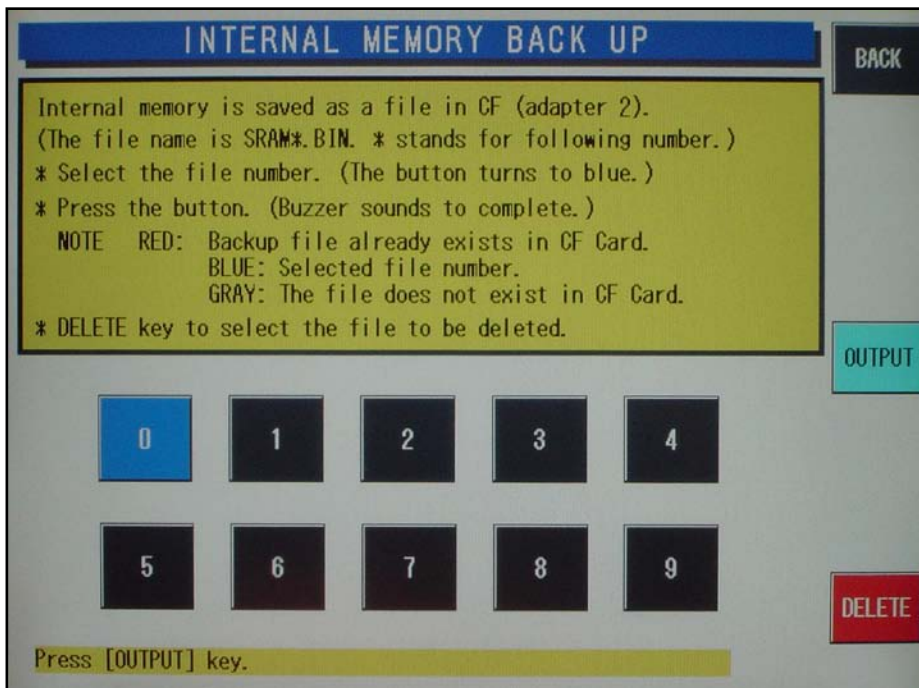 INTERNAL MEMORY BACK UP
BACK
Internal memory is saved as a file in CF (adapter 2).
(The file name is SRAM*.BIN. * stands for following number.)
* Select the file number. (The button turns to blue.)
* Press the button. (Buzzer sounds to complete.)
NOTE RED: Backup file already exists in CF Card.
BLUE: Selected file number.
GRAY: The file does not exist in CF Card.
* DELETE key to select the file to be deleted.
OUTPUT
0 1 2 3 4
5 6 7 8 9
DELETE
Press [OUTPUT] key.